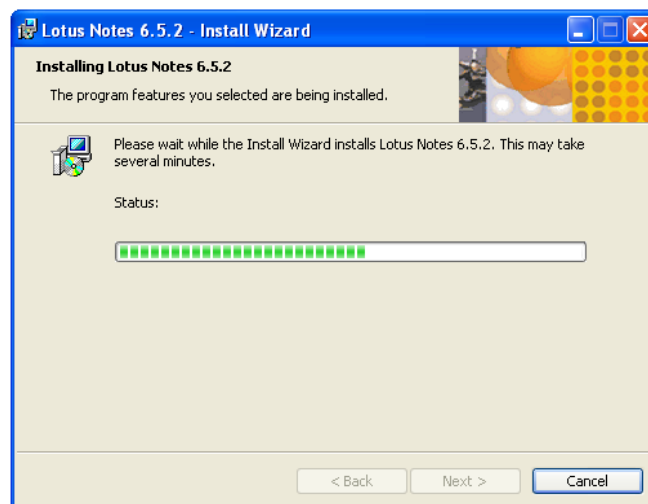 Lotus Notes 6.5.2 - Install Wizard
Installing Lotus Notes 6.5.2
The program features you selected are being installed.
Please wait while the Install Wizard installs Lotus Notes 6.5.2. This may take
several minutes.
Status:
< Back Next > Cancel